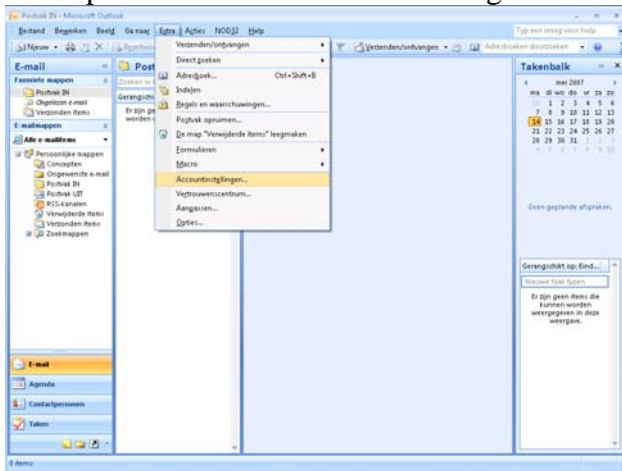 Postvak IN - Microsoft Outlook
Bestand Bewerken Beeld Ga naar Extra Acties NOD32 Help
Typ een vraag voor hulp
Nieuw
Verzenden/ontvangen
Adresboeken doorzoeken
E-mail
Favoriete mappen
Postvak IN
Ongelezen e-mail
Verzonden items
E-mailmappen
Alle e-mailitems
Persoonlijke mappen
Concepten
Ongewenste e-mail
Postvak IN
Postvak UIT
RSS-kanalen
Verwijderde items
Verzonden items
Zoekmappen
E-mail
Agenda
Contactpersonen
Taken
0 items
Verzenden/ontvangen
Direct zoeken
Adresboek... Ctrl+Shift+B
Indelen
Regels en waarschuwingen...
Postvak opruimen...
De map "Verwijderde items" leegmaken
Formulieren
Macro
Accountinstellingen...
Vertrouwenscentrum...
Aanpassen...
Opties...
Takenbalk
mei 2007
ma di wo do vr za zo
1 2 3 4 5 6
7 8 9 10 11 12 13
14 15 16 17 18 19 20
21 22 23 24 25 26 27
28 29 30 31
Geen geplande afspraken.
Gerangschikt op: Eind...
Nieuwe taak typen
Er zijn geen items die
kunnen worden
weergegeven in deze
weergave.